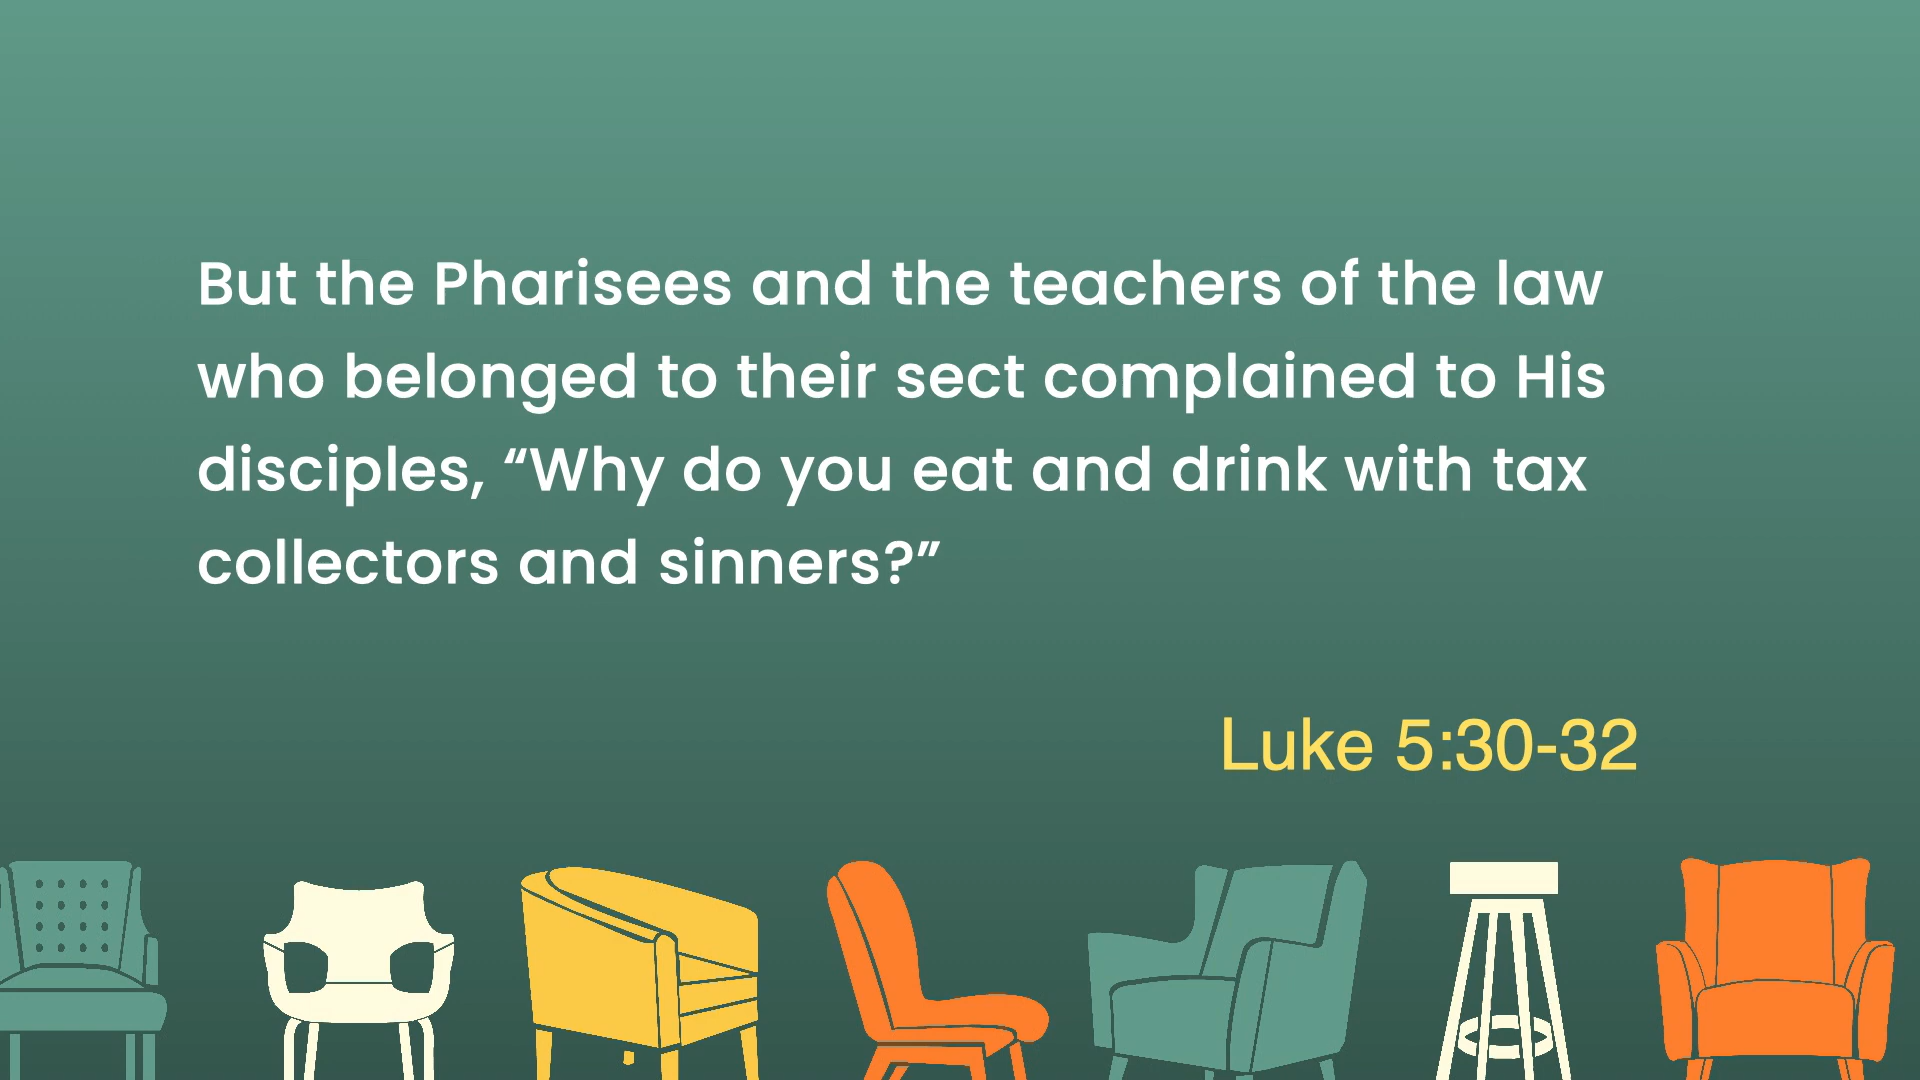 But the Pharisees and the teachers of the law
who belonged to their sect complained to His
disciples, “Why do you eat and drink with tax
collectors and sinners?”
Luke 5:30-32